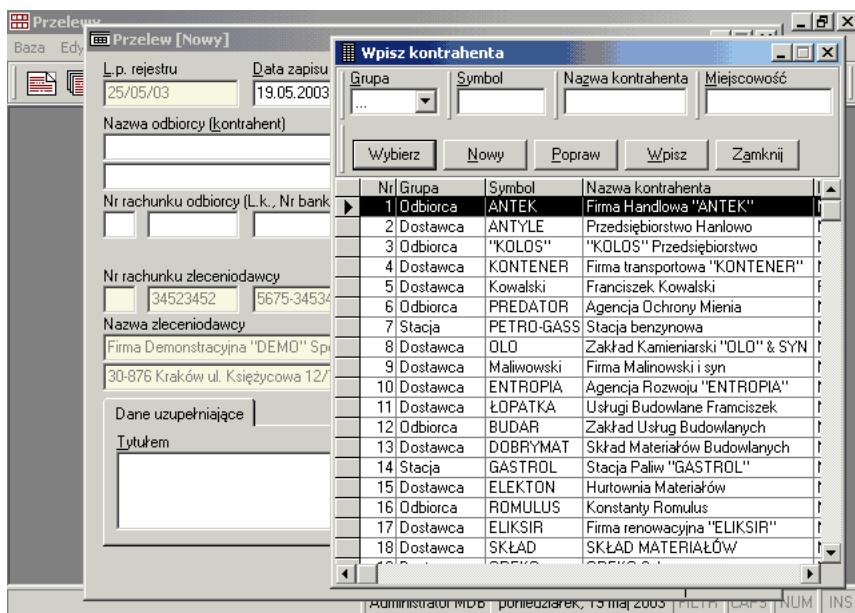 Przelewy
Baza Edy
Przelew [Nowy]
L.p. rejestru Data zapisu
25/05/03 19.05.2003
Nazwa odbiorcy (kontrahent)
Nr rachunku odbiorcy (L.k., Nr bank
Nr rachunku zleceniodawcy
34523452 5675-34534
Nazwa zleceniodawcy
Firma Demonstracyjna "DEMO" Sp
30-876 Kraków ul. Księżycowa 12/
Dane uzupełniające
Tytułem
Wpisz kontrahenta
Grupa Symbol Nazwa kontrahenta Miejscowość
...
Wybierz Nowy Popraw Wpisz Zamknij
Nr Grupa Symbol Nazwa kontrahenta
1 Odbiorca ANTEK Firma Handlowa "ANTEK"
2 Dostawca ANTYLE Przedsiębiorstwo Hanlowo
3 Odbiorca "KOLOS" "KOLOS" Przedsiębiorstwo
4 Dostawca KONTENER Firma transportowa "KONTENER"
5 Dostawca Kowalski Franciszek Kowalski
6 Odbiorca PREDATOR Agencja Ochrony Mienia
7 Stacja PETRO-GASS Stacja benzynowa
8 Dostawca OLO Zakład Kamieniarski "OLO" & SYN
9 Dostawca Maliwowski Firma Malinowski i syn
10 Dostawca ENTROPIA Agencja Rozwoju "ENTROPIA"
11 Dostawca ŁOPATKA Usługi Budowlane Framciszek
12 Odbiorca BUDAR Zakład Usług Budowlanych
13 Dostawca DOBRYMAT Skład Materiałów Budowlanych
14 Stacja GASTROL Stacja Paliw "GASTROL"
15 Dostawca ELEKTON Hurtownia Materiałów
16 Odbiorca ROMULUS Konstanty Romulus
17 Dostawca ELIKSIR Firma renowacyjna "ELIKSIR"
18 Dostawca SKŁAD SKŁAD MATERIAŁÓW
Administrator MDB poniedziałek, 19 maj 2003 FILTR CAPS NUM INS